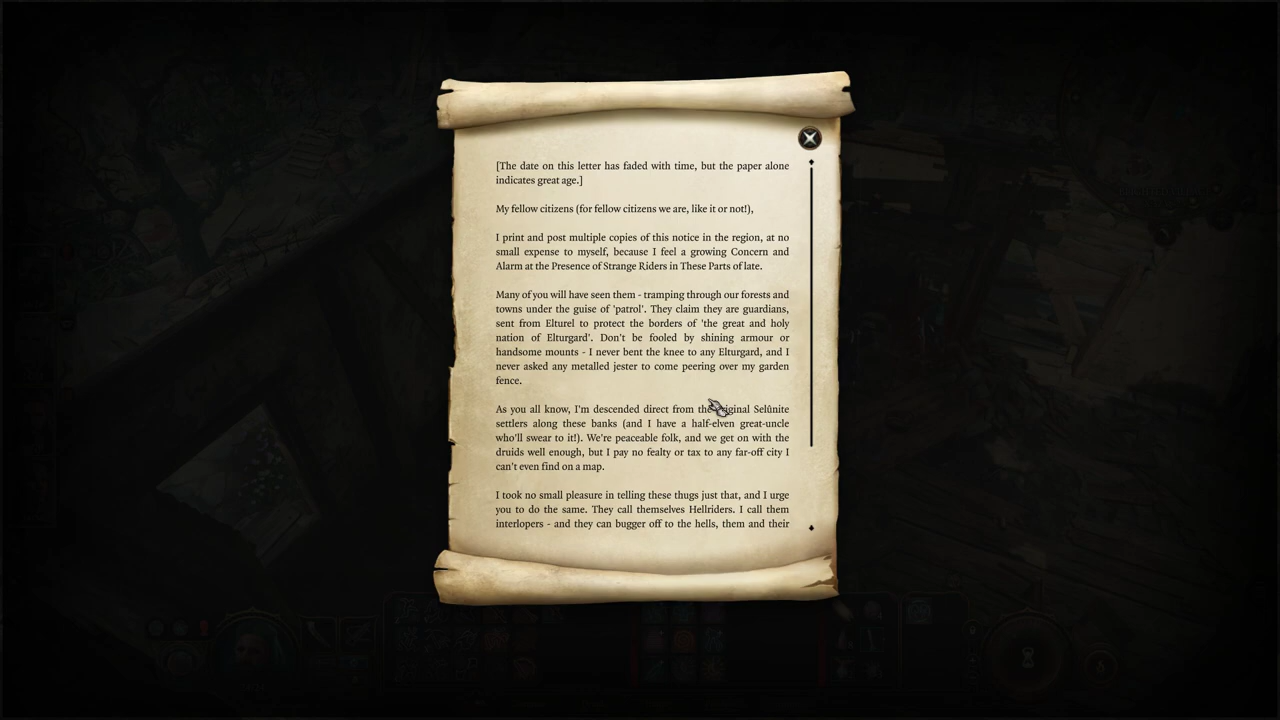 [The date on this letter has faded with time, but the paper alone
indicates great age.]
My fellow citizens (for fellow citizens we are, like it or not!),
I print and post multiple copies of this notice in the region, at no
small expense to myself, because I feel a growing Concern and
Alarm at the Presence of Strange Riders in These Parts of late.
Many of you will have seen them - tramping through our forests and
towns under the guise of 'patrol'. They claim they are guardians,
sent from Elturel to protect the borders of 'the great and holy
nation of Elturgard'. Don't be fooled by shining armour or
handsome mounts - I never bent the knee to any Elturgard, and I
never asked any metalled jester to come peering over my garden
fence.
As you all know, I'm descended direct from the original Selûnite
settlers along these banks (and I have a half-elven great-uncle
who'll swear to it!). We're peaceable folk, and we get on with the
druids well enough, but I pay no fealty or tax to any far-off city I
can't even find on a map.
I took no small pleasure in telling these thugs just that, and I urge
you to do the same. They call themselves Hellriders. I call them
interlopers - and they can bugger off to the hells, them and their